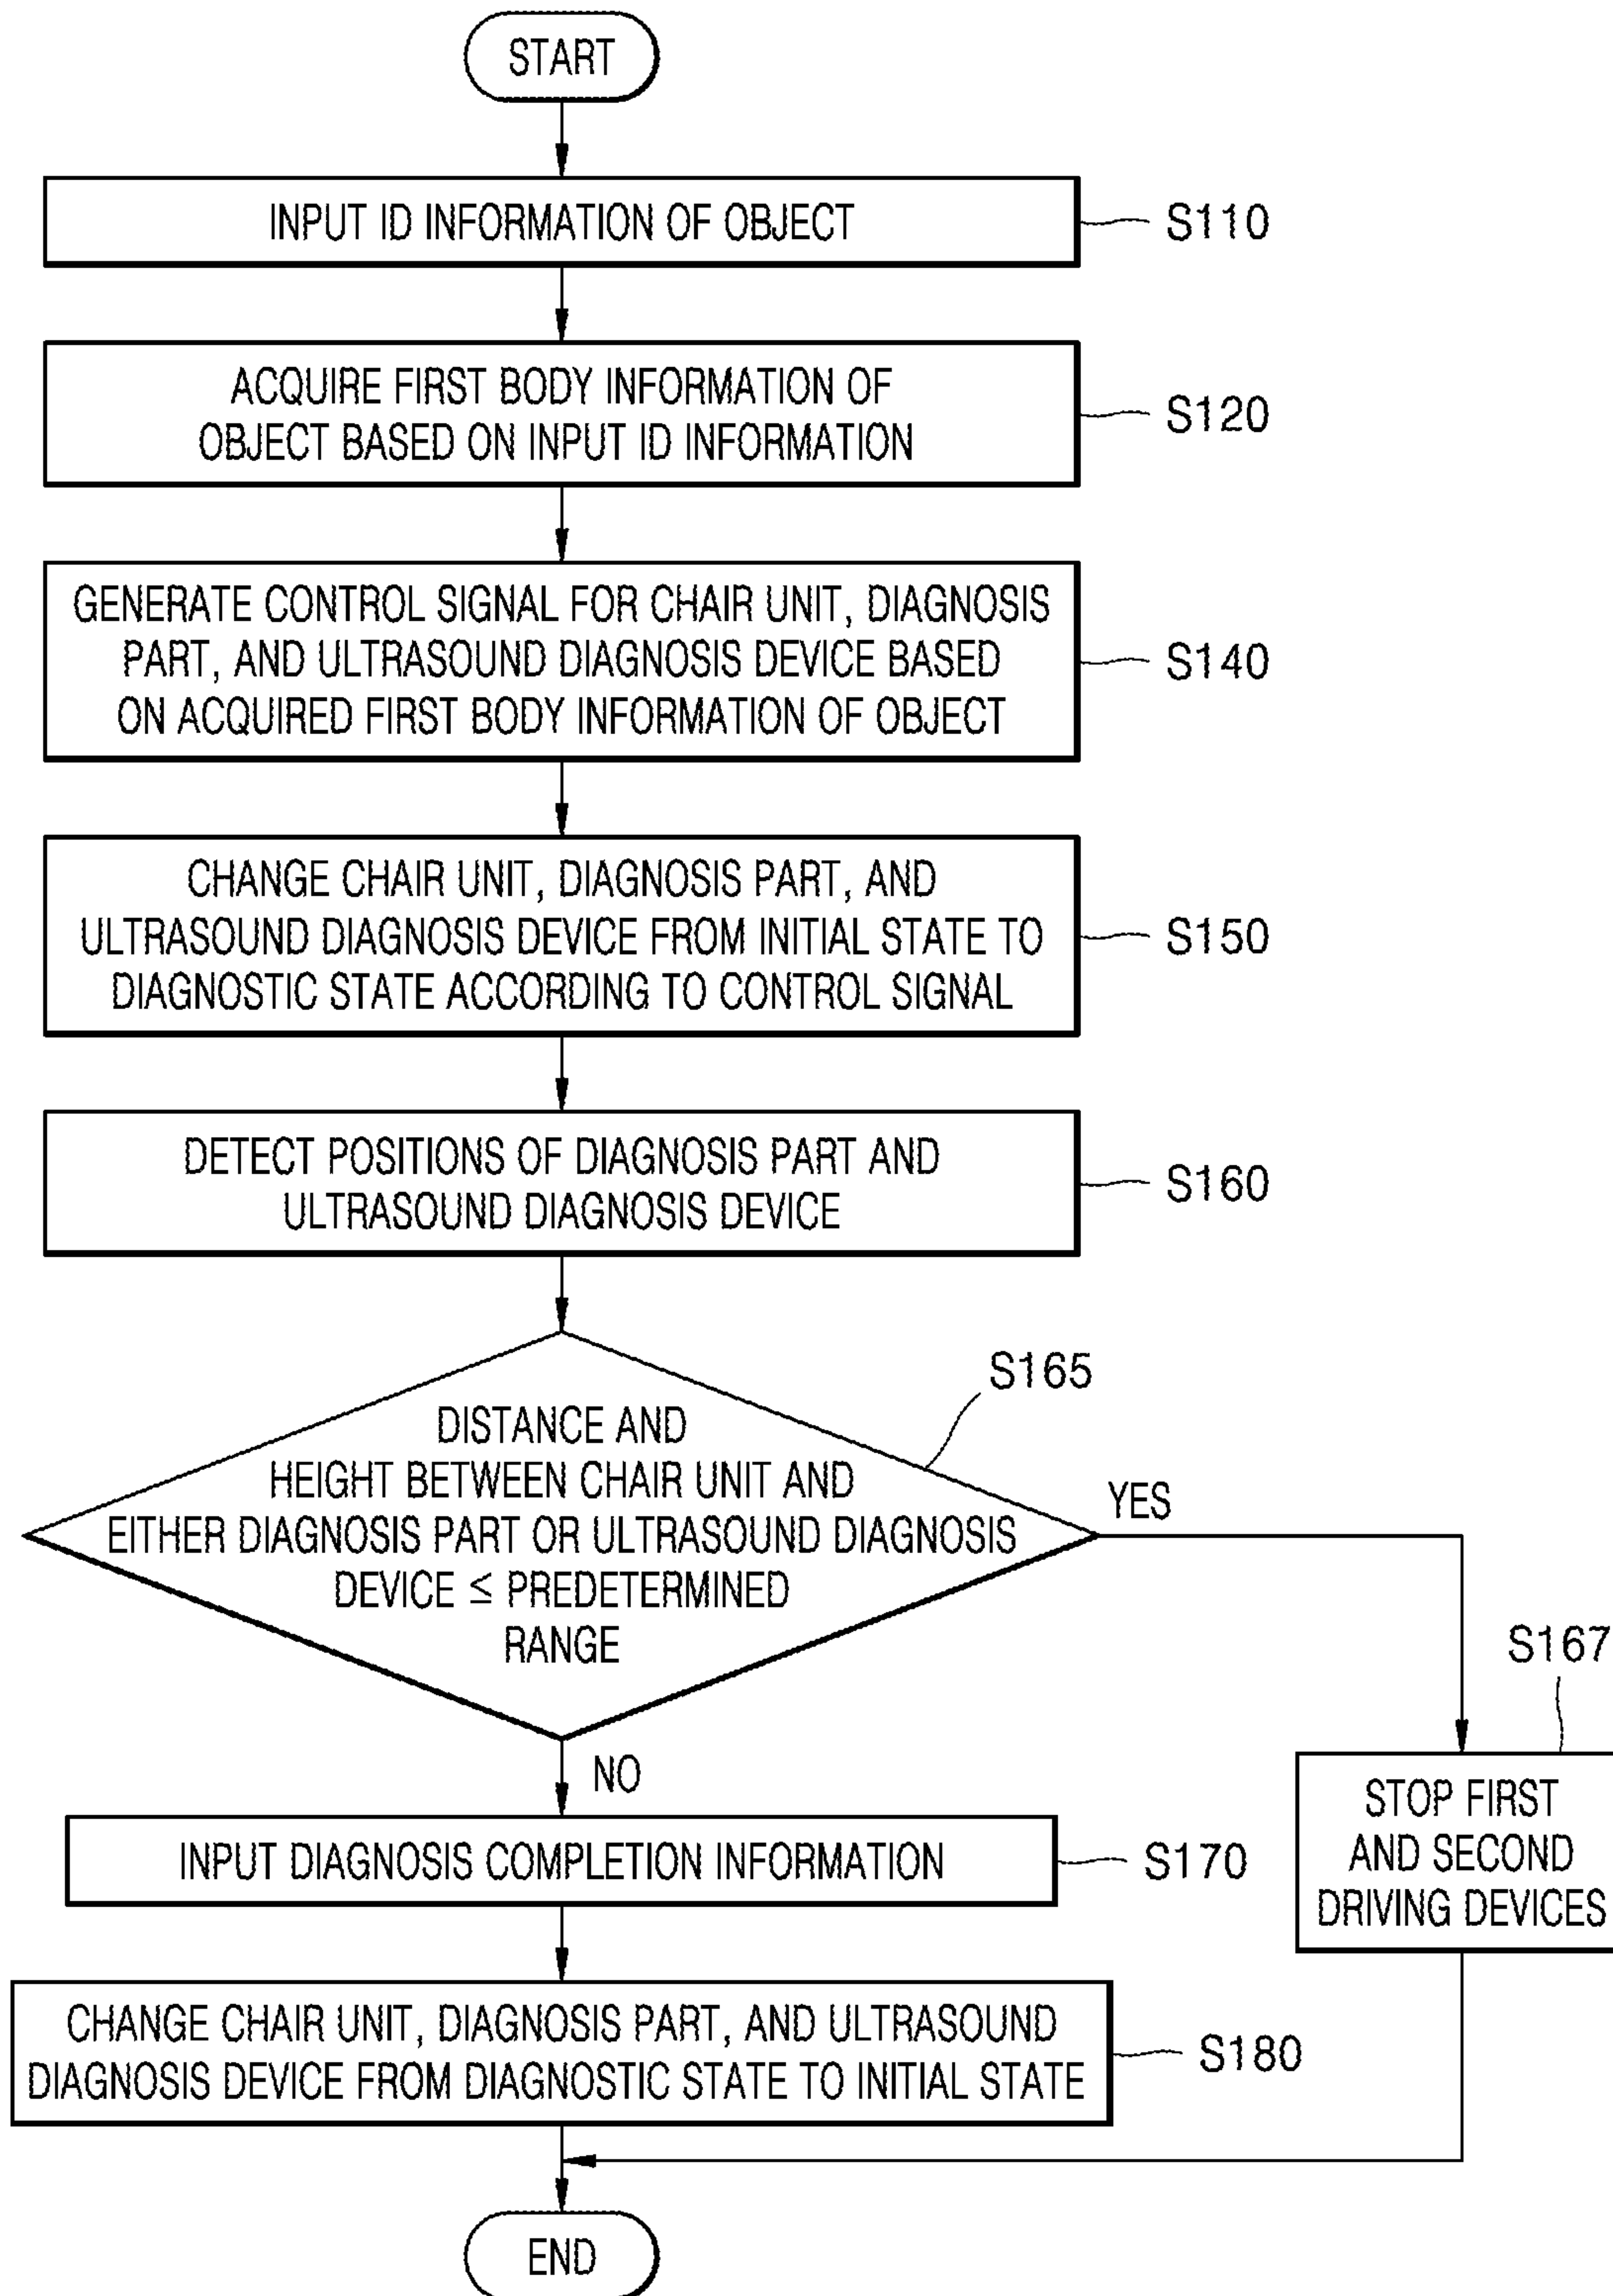 START
INPUT ID INFORMATION OF OBJECT
S110
ACQUIRE FIRST BODY INFORMATION OF
OBJECT BASED ON INPUT ID INFORMATION
S120
GENERATE CONTROL SIGNAL FOR CHAIR UNIT, DIAGNOSIS
PART, AND ULTRASOUND DIAGNOSIS DEVICE BASED
ON ACQUIRED FIRST BODY INFORMATION OF OBJECT
S140
CHANGE CHAIR UNIT, DIAGNOSIS PART, AND
ULTRASOUND DIAGNOSIS DEVICE FROM INITIAL STATE TO
DIAGNOSTIC STATE ACCORDING TO CONTROL SIGNAL
S150
DETECT POSITIONS OF DIAGNOSIS PART AND
ULTRASOUND DIAGNOSIS DEVICE
S160
S165
DISTANCE AND
HEIGHT BETWEEN CHAIR UNIT AND
EITHER DIAGNOSIS PART OR ULTRASOUND DIAGNOSIS
DEVICE ≤ PREDETERMINED
RANGE
YES
NO
S167
STOP FIRST
AND SECOND
DRIVING DEVICES
INPUT DIAGNOSIS COMPLETION INFORMATION
S170
CHANGE CHAIR UNIT, DIAGNOSIS PART, AND ULTRASOUND
DIAGNOSIS DEVICE FROM DIAGNOSTIC STATE TO INITIAL STATE
S180
END